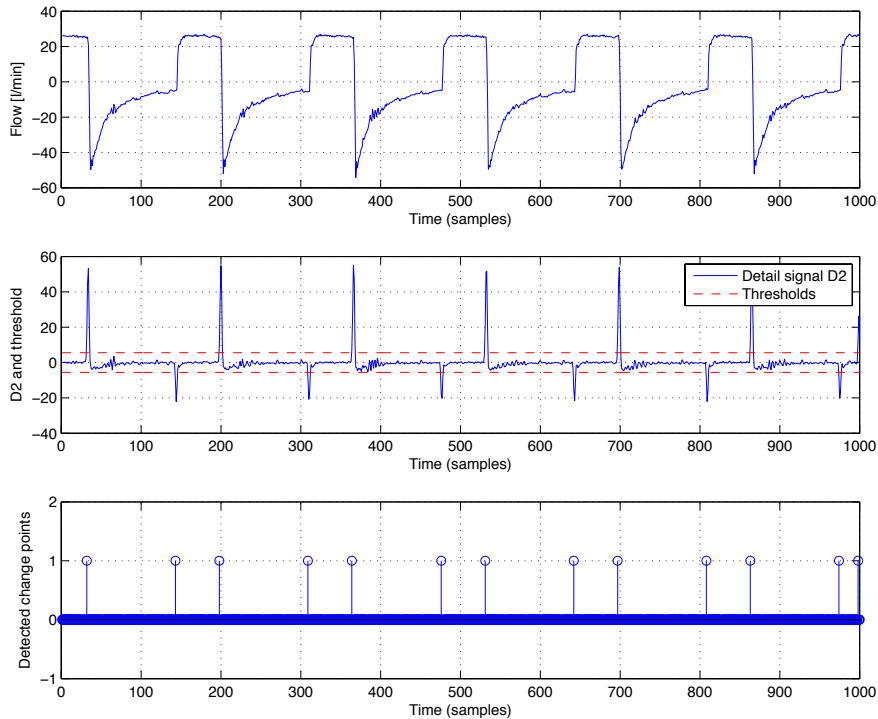 40
20
0
−20
−40
−60
Flow [l/min]
0 100 200 300 400 500 600 700 800 900 1000
Time (samples)
60
40
20
0
−20
−40
D2 and threshold
Detail signal D2
Thresholds
0 100 200 300 400 500 600 700 800 900 1000
Time (samples)
2
1
0
−1
Detected change points
0 100 200 300 400 500 600 700 800 900 1000
Time (samples)